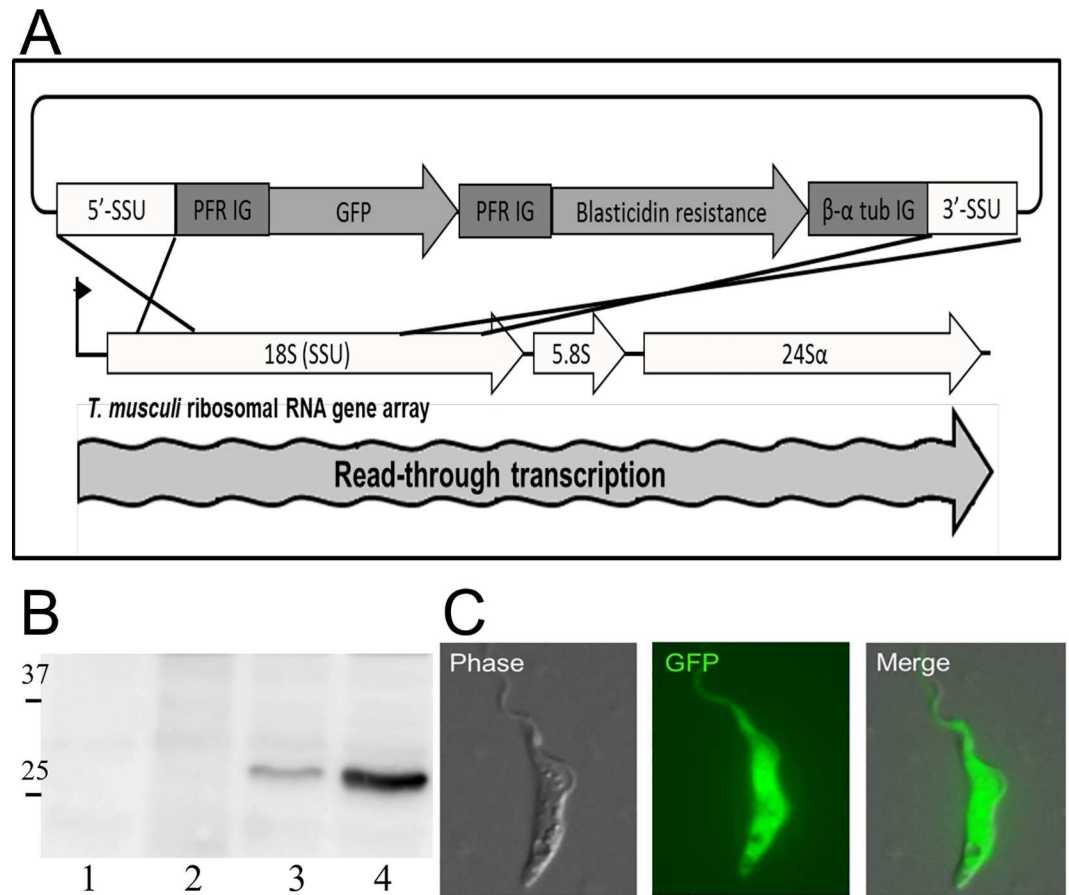 A
5′-SSU PFR IG GFP PFR IG Blasticidin resistance β-α tub IG 3′-SSU
18S (SSU) 5.8S 24Sα
T. musculi ribosomal RNA gene array
Read-through transcription
B
37
25
1 2 3 4
C
Phase GFP Merge